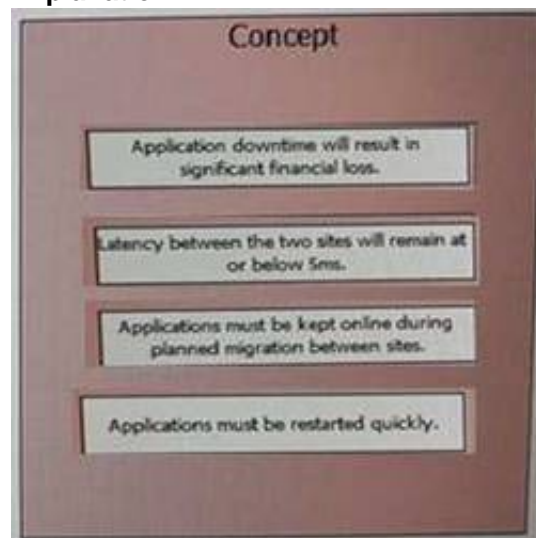 Concept
Application downtime will result in
significant financial loss.
Latency between the two sites will remain at
or below 5ms.
Applications must be kept online during
planned migration between sites.
Applications must be restarted quickly.